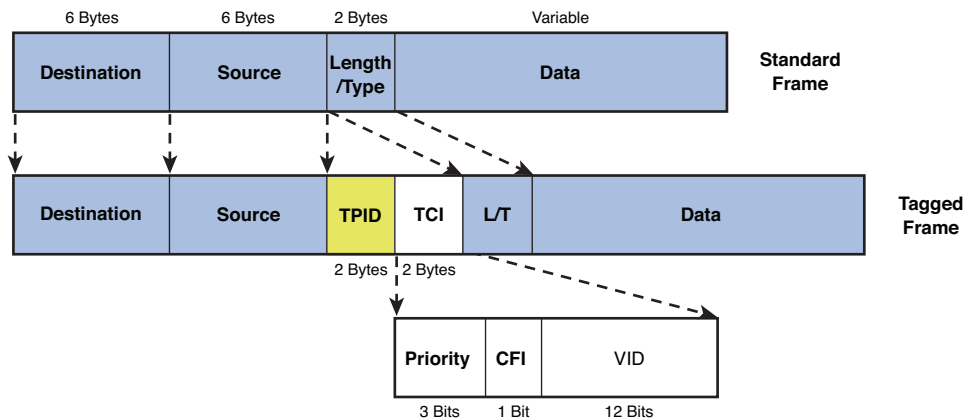 6 Bytes 6 Bytes 2 Bytes Variable
Destination Source Length /Type Data Standard Frame
Destination Source TPID TCI L/T Data Tagged Frame
2 Bytes 2 Bytes
Priority CFI VID
3 Bits 1 Bit 12 Bits